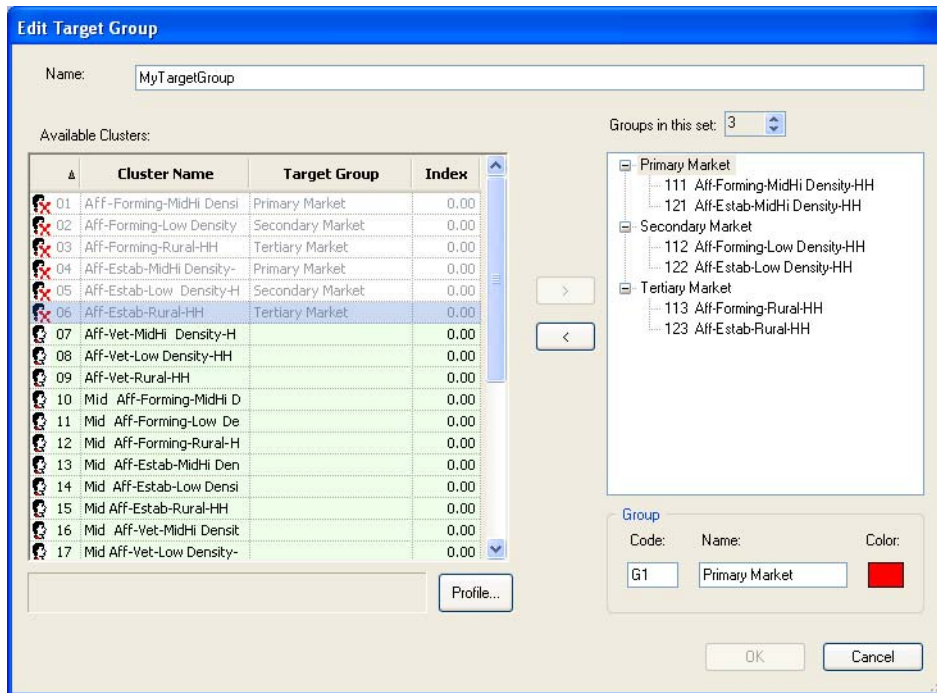 Edit Target Group
Name: MyTargetGroup
Available Clusters:
Cluster Name Target Group Index
01 Aff-Forming-MidHi Densi Primary Market 0.00
02 Aff-Forming-Low Density Secondary Market 0.00
03 Aff-Forming-Rural-HH Tertiary Market 0.00
04 Aff-Estab-MidHi Density- Primary Market 0.00
05 Aff-Estab-Low Density-H Secondary Market 0.00
06 Aff-Estab-Rural-HH Tertiary Market 0.00
07 Aff-Vet-MidHi Density-H 0.00
08 Aff-Vet-Low Density-HH 0.00
09 Aff-Vet-Rural-HH 0.00
10 Mid Aff-Forming-MidHi D 0.00
11 Mid Aff-Forming-Low De 0.00
12 Mid Aff-Forming-Rural-H 0.00
13 Mid Aff-Estab-MidHi Den 0.00
14 Mid Aff-Estab-Low Densi 0.00
15 Mid Aff-Estab-Rural-HH 0.00
16 Mid Aff-Vet-MidHi Densit 0.00
17 Mid Aff-Vet-Low Density- 0.00
Profile...
>
<
Groups in this set: 3
Primary Market
111 Aff-Forming-MidHi Density-HH
121 Aff-Estab-MidHi Density-HH
Secondary Market
112 Aff-Forming-Low Density-HH
122 Aff-Estab-Low Density-HH
Tertiary Market
113 Aff-Forming-Rural-HH
123 Aff-Estab-Rural-HH
Group
Code: Name: Color:
G1 Primary Market
OK Cancel